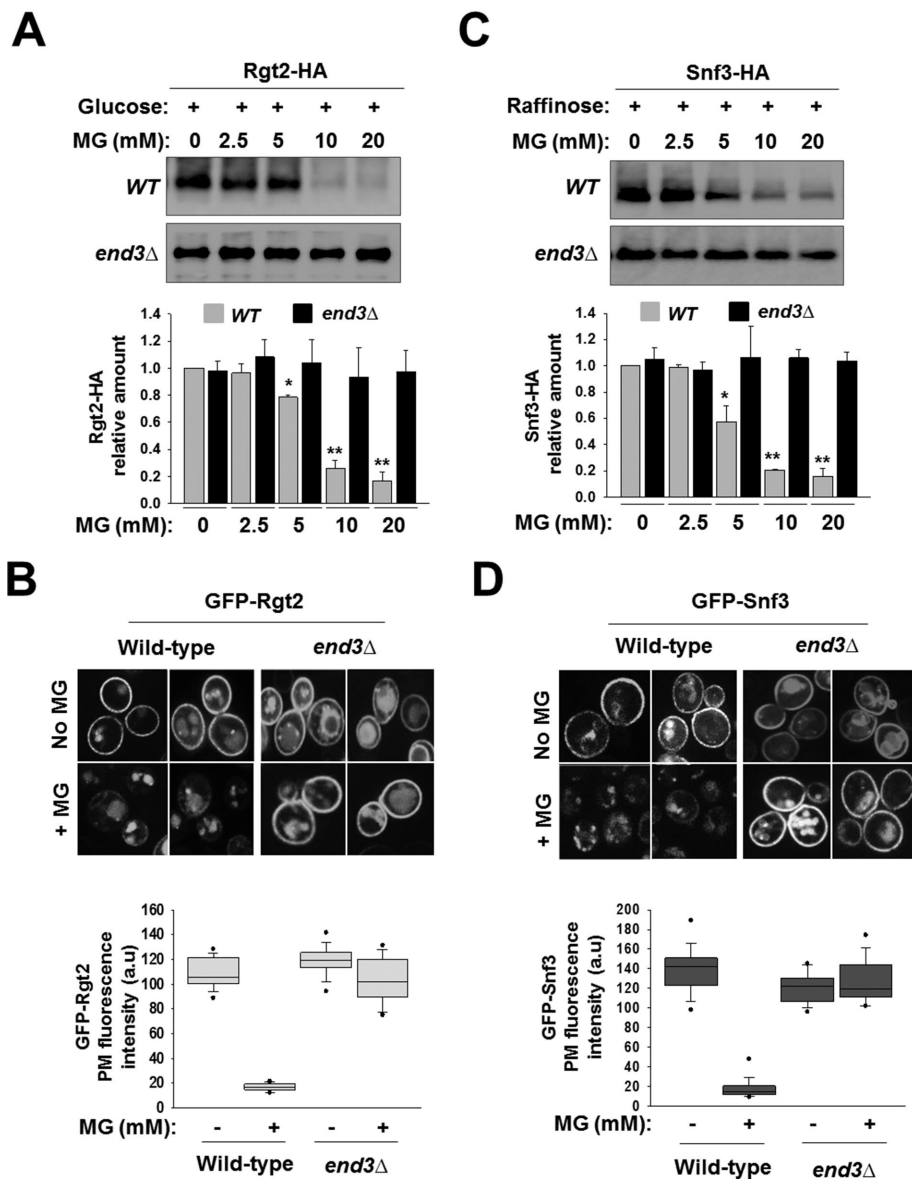 A
Rgt2-HA
Glucose: + + + + +
MG (mM): 0 2.5 5 10 20
WT
end3Δ
WT end3Δ
Rgt2-HA
relative amount
1.4
1.2
1.0
0.8
0.6
0.4
0.2
0.0
* ** **
MG (mM): 0 2.5 5 10 20
B
GFP-Rgt2
Wild-type end3Δ
No MG
+ MG
GFP-Rgt2
PM fluorescence
intensity (a.u)
160
140
120
100
80
60
40
20
0
MG (mM): - + - +
Wild-type end3Δ
C
Snf3-HA
Raffinose: + + + + +
MG (mM): 0 2.5 5 10 20
WT
end3Δ
WT end3Δ
Snf3-HA
relative amount
1.4
1.2
1.0
0.8
0.6
0.4
0.2
0.0
* ** **
MG (mM): 0 2.5 5 10 20
D
GFP-Snf3
Wild-type end3Δ
No MG
+ MG
GFP-Snf3
PM fluorescence
intensity (a.u)
200
180
160
140
120
100
80
60
40
20
0
MG (mM): - + - +
Wild-type end3Δ